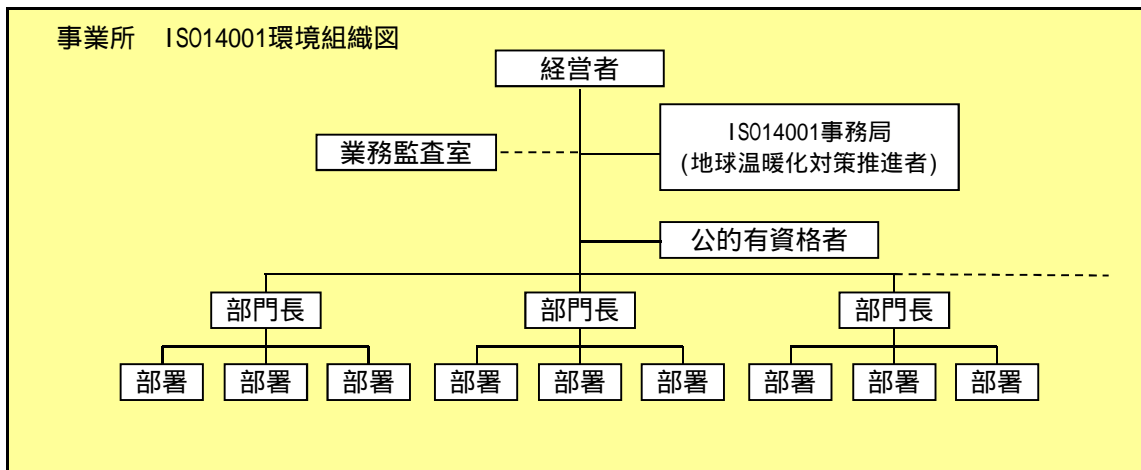 事業所　ISO14001環境組織図
経営者
ISO14001事務局
(地球温暖化対策推進者)
業務監査室
公的有資格者
部門長
部門長
部門長
部署
部署
部署
部署
部署
部署
部署
部署
部署